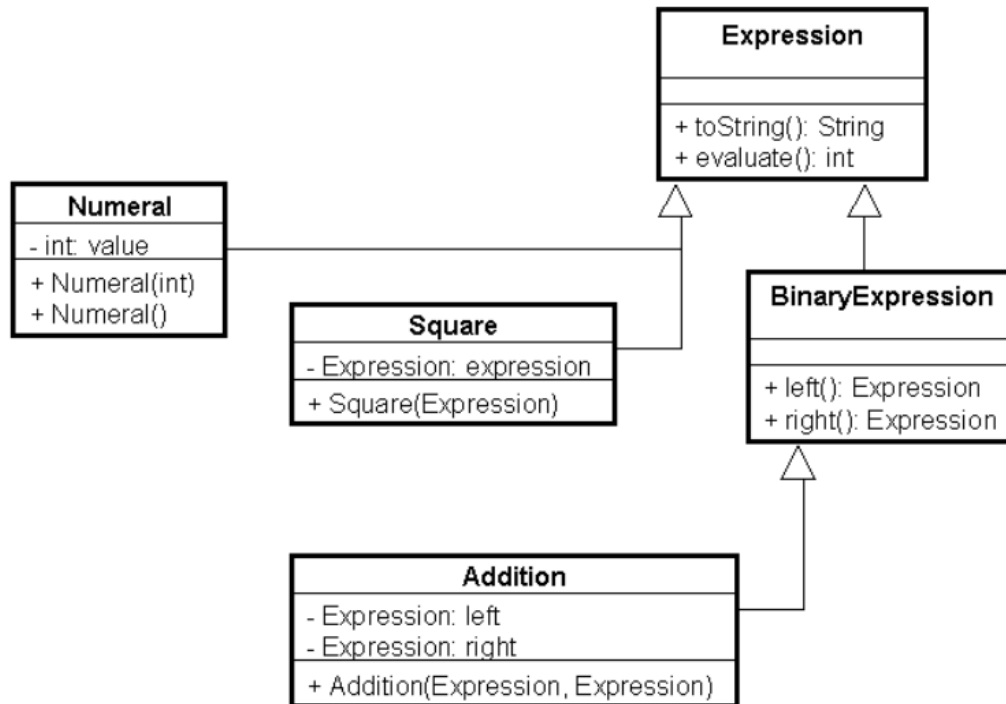 Expression
+ toString(): String
+ evaluate(): int
Numeral
- int: value
+ Numeral(int)
+ Numeral()
Square
- Expression: expression
+ Square(Expression)
BinaryExpression
+ left(): Expression
+ right(): Expression
Addition
- Expression: left
- Expression: right
+ Addition(Expression, Expression)